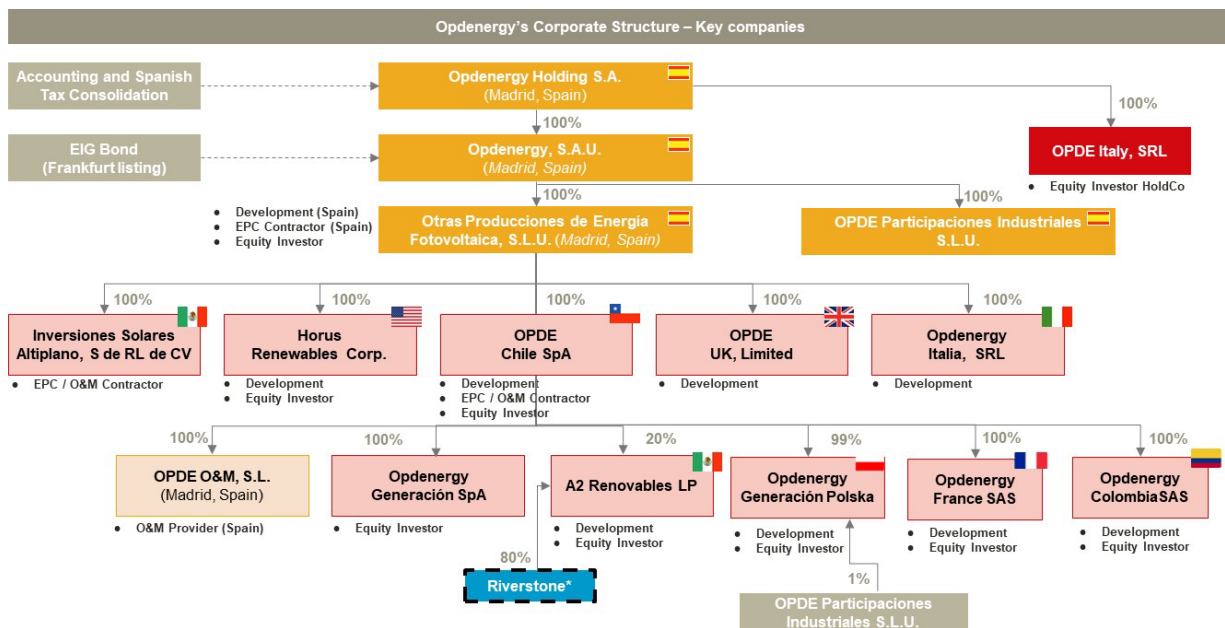 Opdenergy’s Corporate Structure – Key companies
Accounting and Spanish
Tax Consolidation
Opdenergy Holding S.A.
(Madrid, Spain)
100%
100%
EIG Bond
(Frankfurt listing)
Opdenergy, S.A.U.
(Madrid, Spain)
OPDE Italy, SRL
● Equity Investor HoldCo
100%
100%
● Development (Spain)
● EPC Contractor (Spain)
● Equity Investor
Otras Producciones de Energía
Fotovoltaica, S.L.U. (Madrid, Spain)
OPDE Participaciones Industriales
S.L.U.
100%
100%
100%
100%
100%
Inversiones Solares
Altiplano, S de RL de CV
Horus
Renewables Corp.
OPDE
Chile SpA
OPDE
UK, Limited
Opdenergy
Italia, SRL
● EPC / O&M Contractor
● Development
● Equity Investor
● Development
● EPC / O&M Contractor
● Equity Investor
● Development
● Development
100%
100%
20%
99%
100%
100%
OPDE O&M, S.L.
(Madrid, Spain)
Opdenergy
Generación SpA
A2 Renovables LP
Opdenergy
Generación Polska
Opdenergy
France SAS
Opdenergy
Colombia SAS
● O&M Provider (Spain)
● Equity Investor
● Development
● Equity Investor
● Development
● Equity Investor
● Development
● Equity Investor
● Development
● Equity Investor
80%
Riverstone*
1%
OPDE Participaciones
Industriales S.L.U.